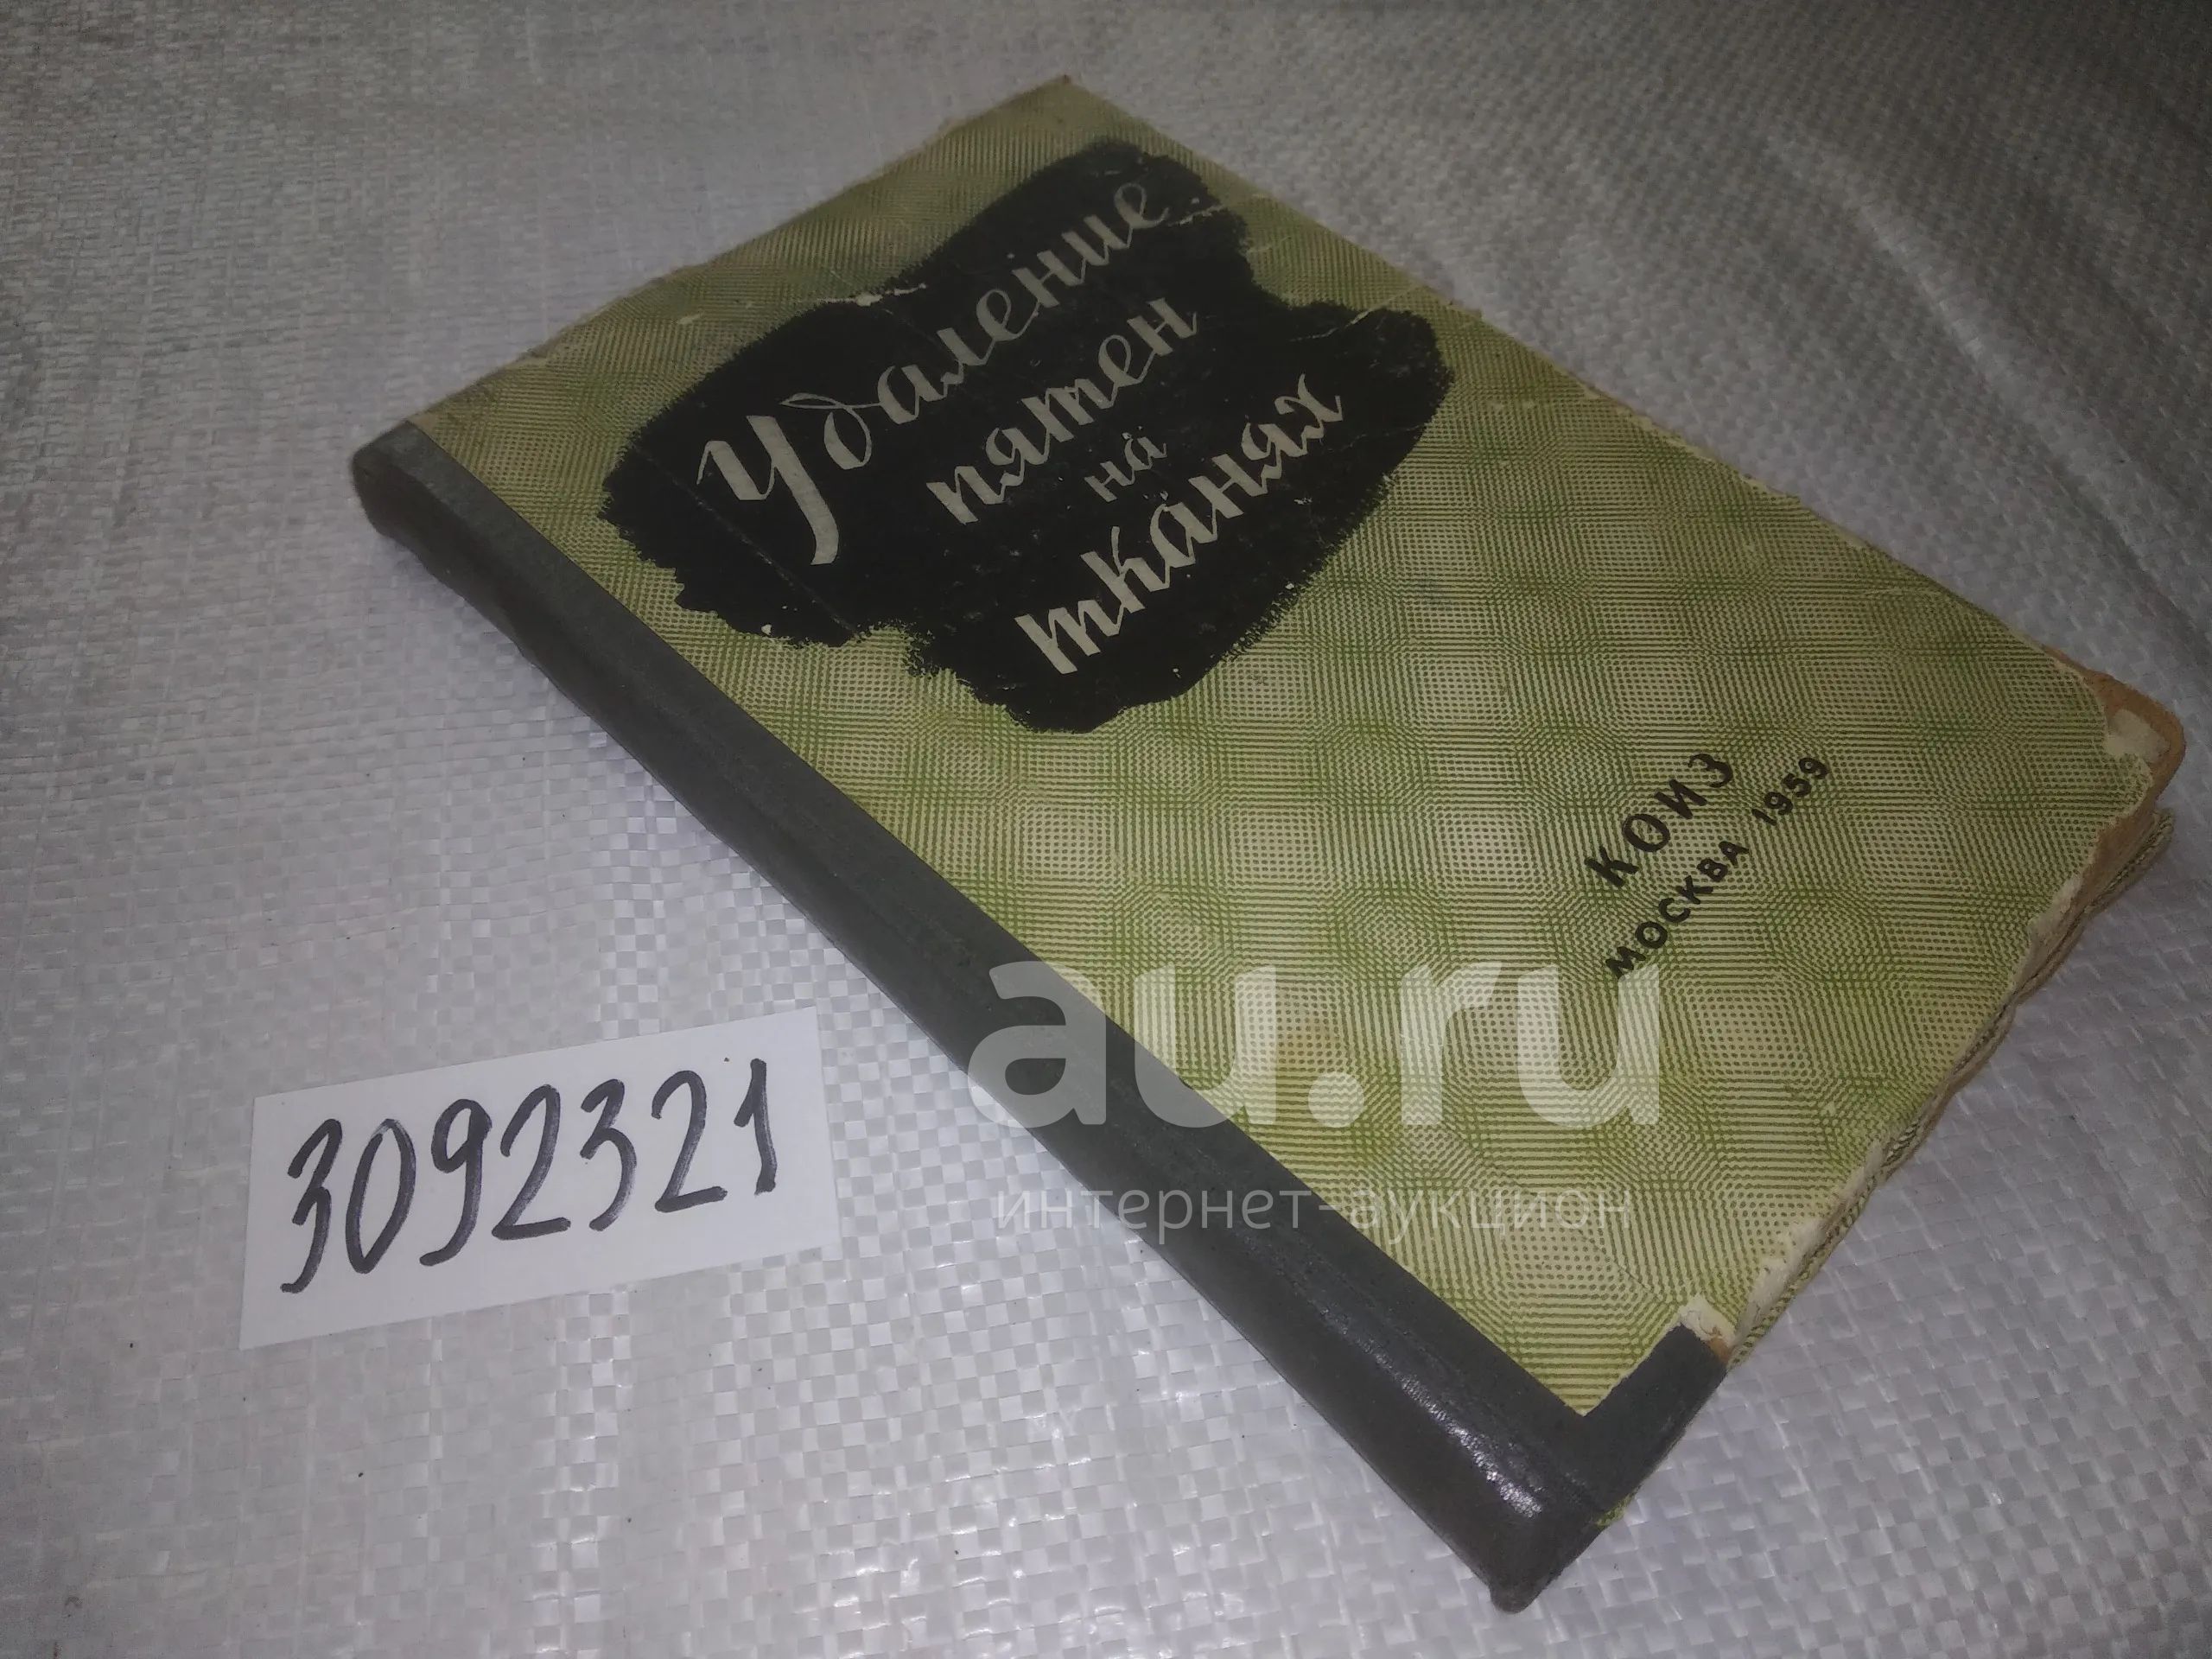 Удаление
пятен
на
тканях
КОИЗ
МОСКВА 1959
au.ru
интернет-аукцион
3092321